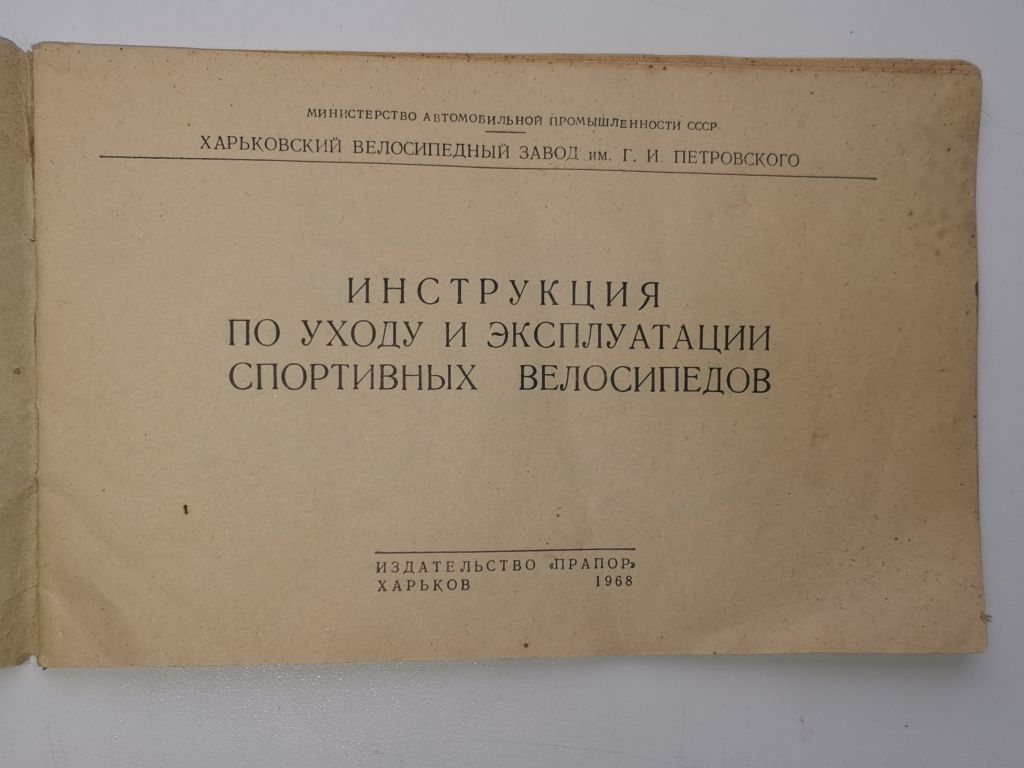 МИНИСТЕРСТВО АВТОМОБИЛЬНОЙ ПРОМЫШЛЕННОСТИ СССР
ХАРЬКОВСКИЙ ВЕЛОСИПЕДНЫЙ ЗАВОД им. Г. И. ПЕТРОВСКОГО
ИНСТРУКЦИЯ
ПО УХОДУ И ЭКСПЛУАТАЦИИ
СПОРТИВНЫХ ВЕЛОСИПЕДОВ
ИЗДАТЕЛЬСТВО «ПРАПОР»
ХАРЬКОВ 1968